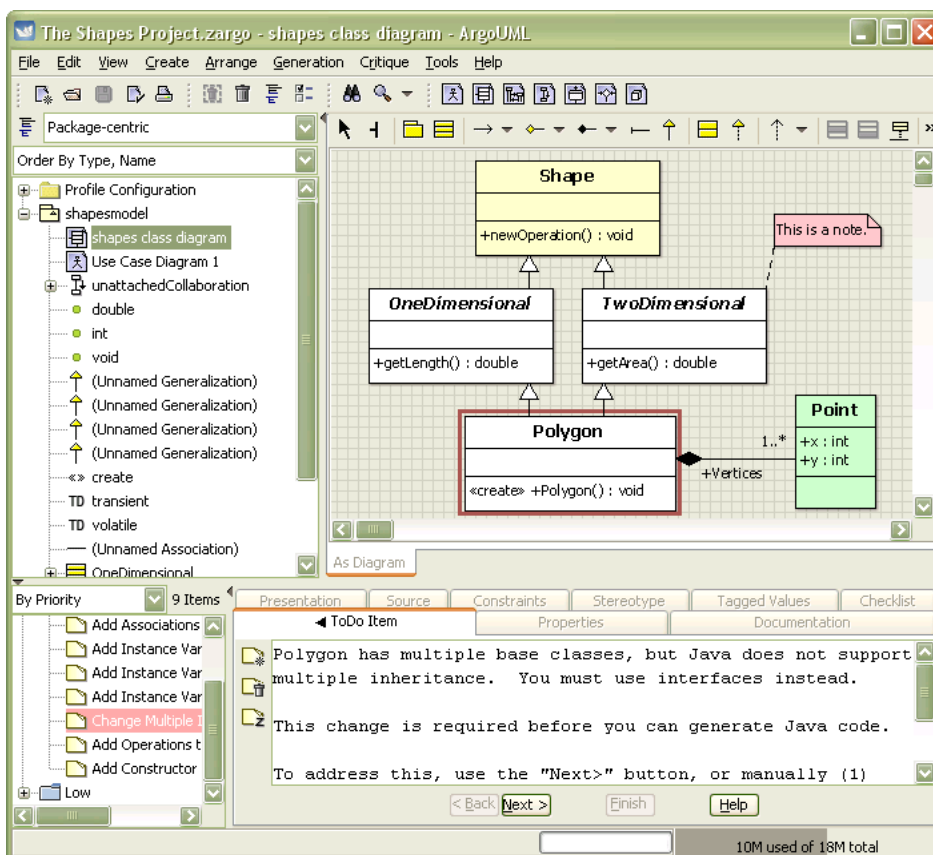 The Shapes Project.zargo - shapes class diagram - ArgoUML
File Edit View Create Arrange Generation Critique Tools Help
Package-centric
Order By Type, Name
Profile Configuration
shapesmodel
shapes class diagram
Use Case Diagram 1
unattachedCollaboration
double
int
void
(Unnamed Generalization)
(Unnamed Generalization)
(Unnamed Generalization)
(Unnamed Generalization)
«» create
TD transient
TD volatile
(Unnamed Association)
OneDimensional
Shape
+newOperation() : void
This is a note.
OneDimensional
+getLength() : double
TwoDimensional
+getArea() : double
Polygon
«create» +Polygon() : void
1..*
+Vertices
Point
+x : int
+y : int
As Diagram
By Priority
9 Items
Add Associations
Add Instance Var
Add Instance Var
Add Instance Var
Change Multiple I
Add Operations t
Add Constructor
Low
Presentation Source Constraints Stereotype Tagged Values Checklist
ToDo Item Properties Documentation
Polygon has multiple base classes, but Java does not support
multiple inheritance. You must use interfaces instead.
This change is required before you can generate Java code.
To address this, use the "Next>" button, or manually (1)
< Back Next > Finish Help
10M used of 18M total